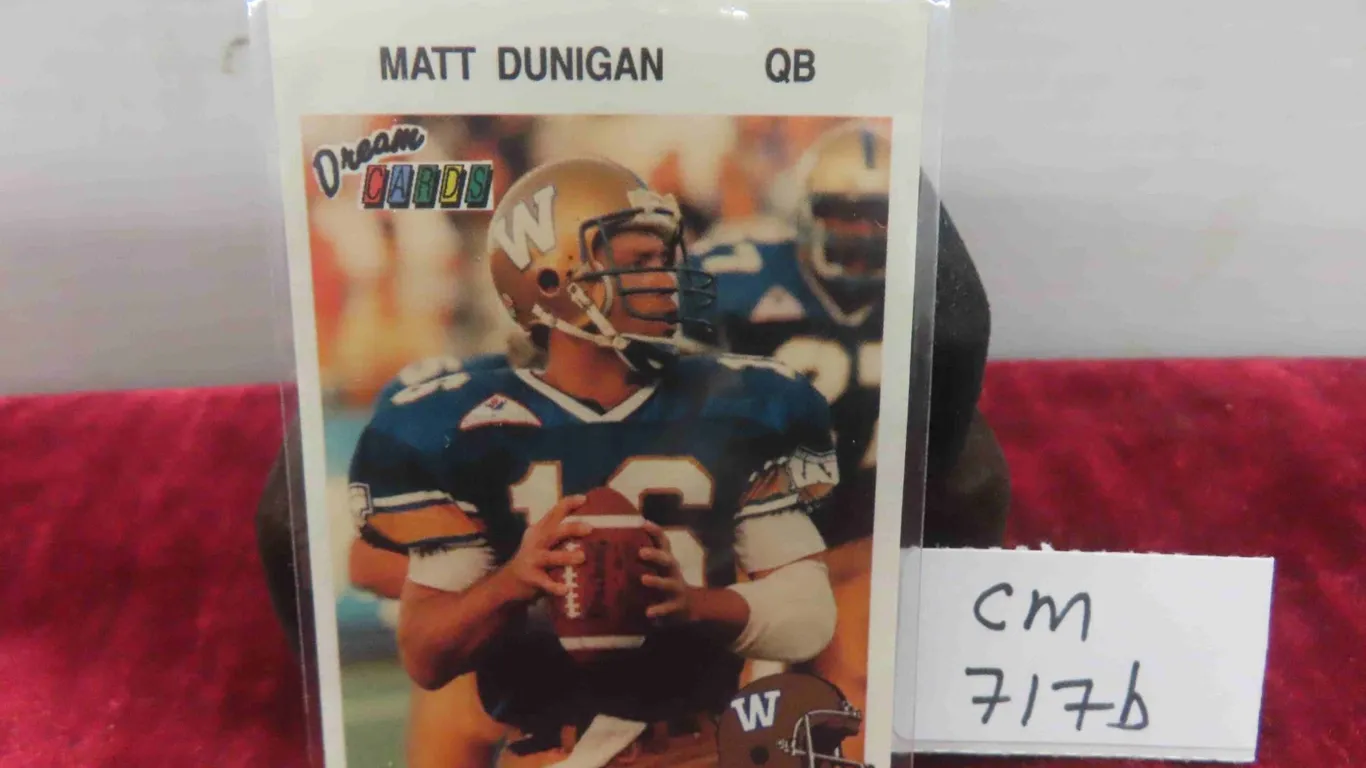 MATT DUNIGAN QB
Dream
CARDS
W
16
W
CM
717b